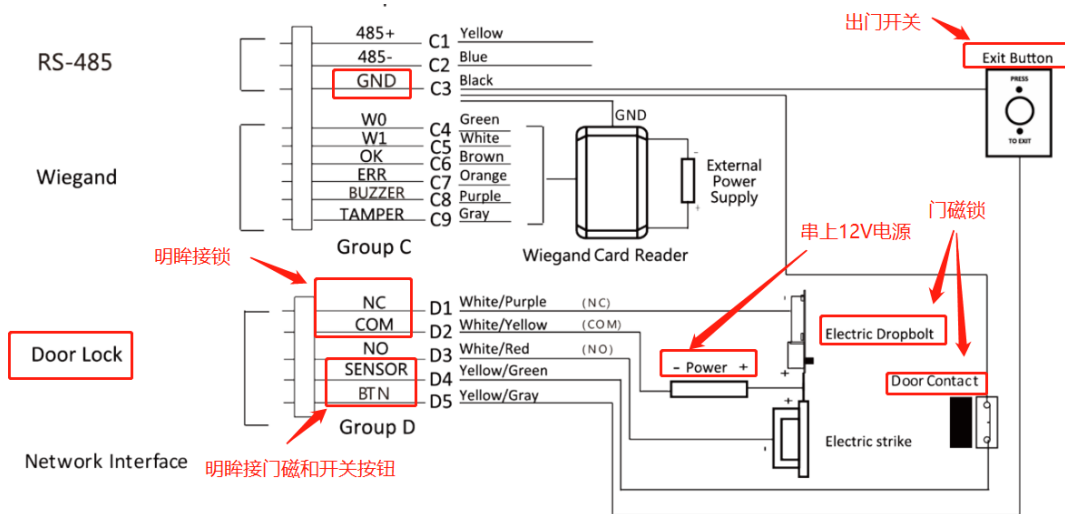 出门开关
485+ C1 Yellow
RS-485
485- C2 Blue
Exit Button
GND C3 Black
PRESS
TO EXIT
GND
W0 C4 Green
W1 C5 White
OK C6 Brown
Wiegand
ERR C7 Orange
BUZZER C8 Purple
TAMPER C9 Gray
External
Power
Supply
- +
门磁锁
串上12V电源
Group C
Wiegand Card Reader
明眸接锁
NC D1 White/Purple (NC)
COM D2 White/Yellow (COM)
Electric Dropbolt
- +
Door Lock
NO D3 White/Red (NO)
- Power +
SENSOR D4 Yellow/Green
Door Contact
BTN D5 Yellow/Gray
Group D
+ -
Electric strike
Network Interface
明眸接门磁和开关按钮